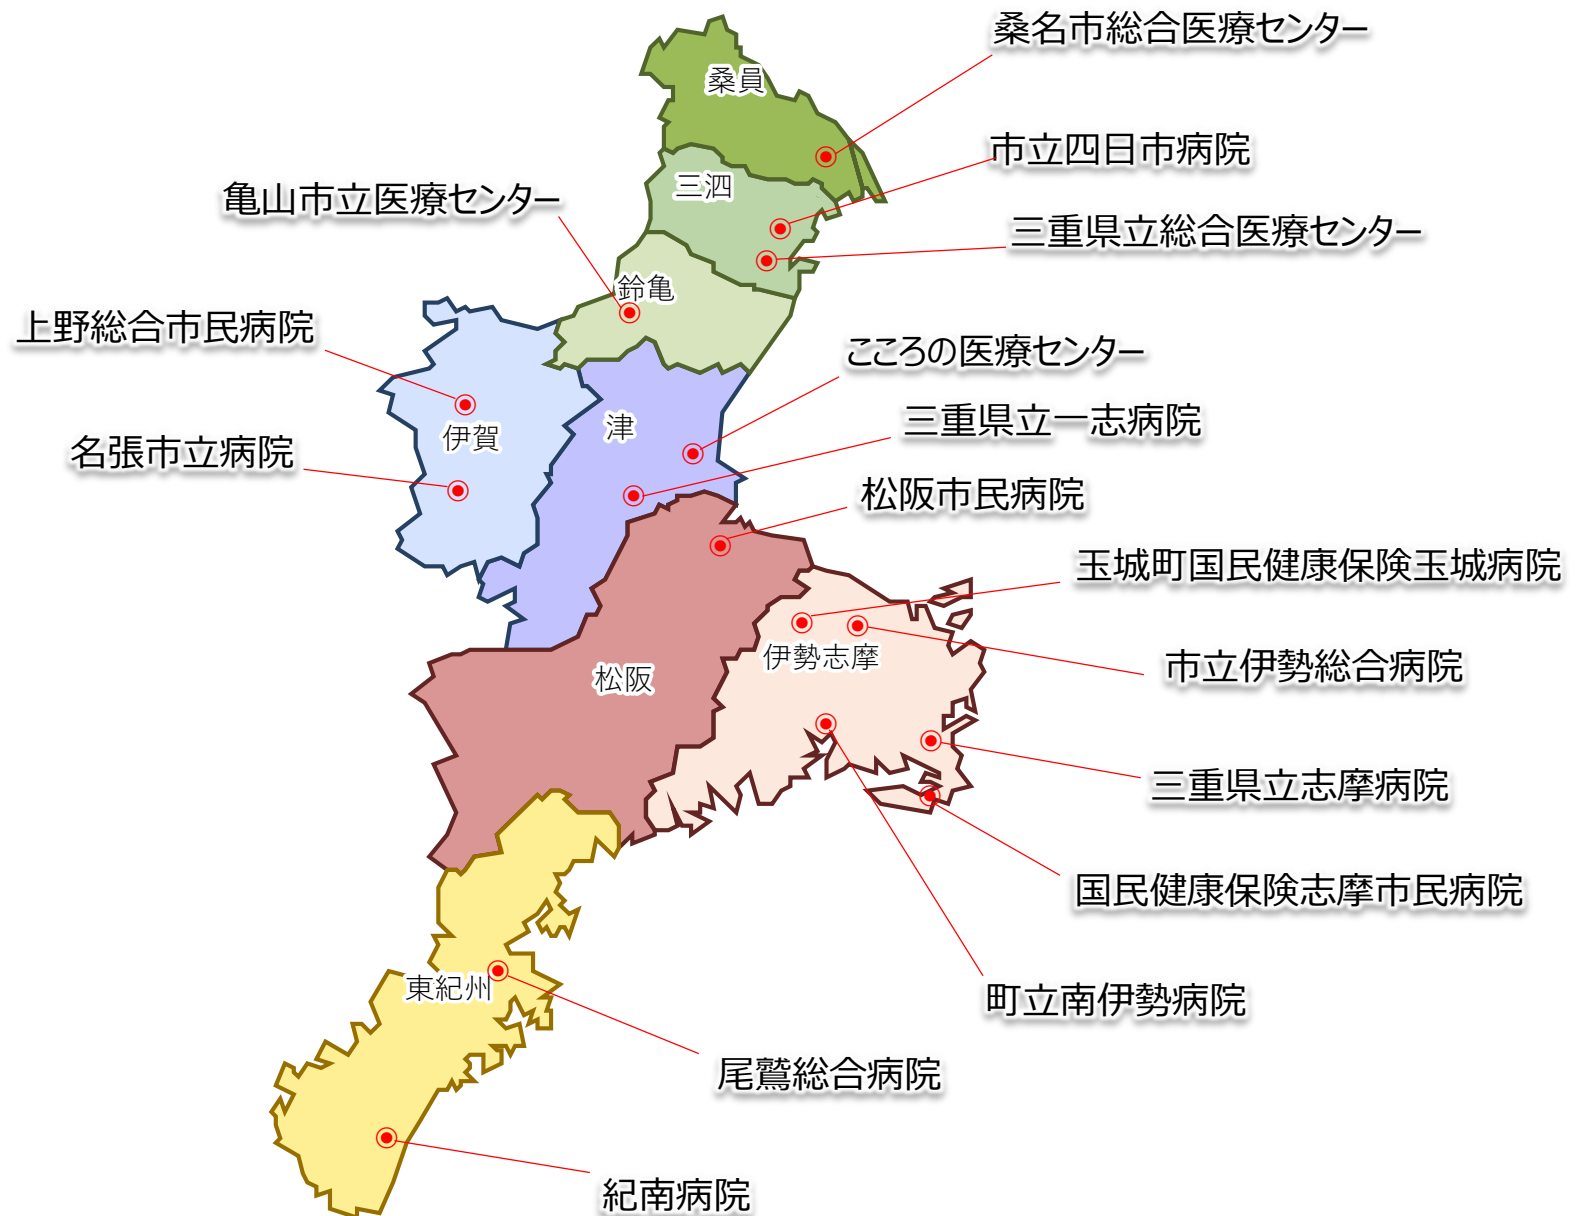 桑名市総合医療センター
桑員
市立四日市病院
三泗
亀山市立医療センター
三重県立総合医療センター
鈴亀
上野総合市民病院
こころの医療センター
三重県立一志病院
津
伊賀
名張市立病院
松阪市民病院
玉城町国民健康保険玉城病院
伊勢志摩
市立伊勢総合病院
松阪
三重県立志摩病院
国民健康保険志摩市民病院
東紀州
町立南伊勢病院
尾鷲総合病院
紀南病院